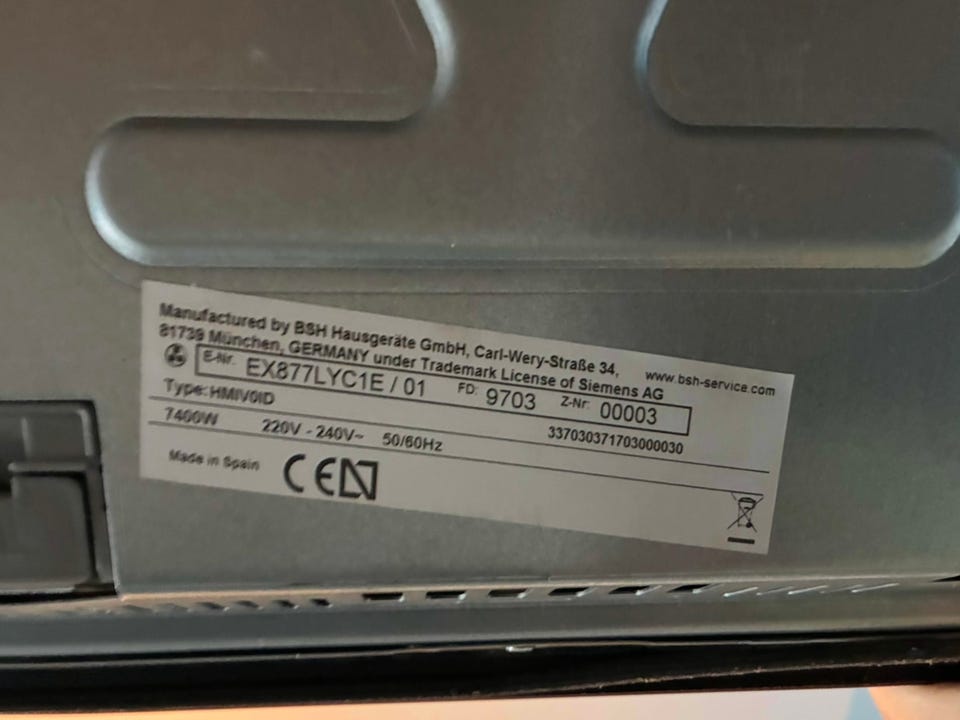 Manufactured by BSH Hausgeräte GmbH, Carl-Wery-Straße 34,
81739 München, GERMANY under Trademark License of Siemens AG
www.bsh-service.com
E-Nr. EX877LYC1E / 01 FD: 9703 Z-Nr: 00003
Type: HMIV0ID
337030371703000030
7400W 220V - 240V~ 50/60Hz
Made in Spain
CE